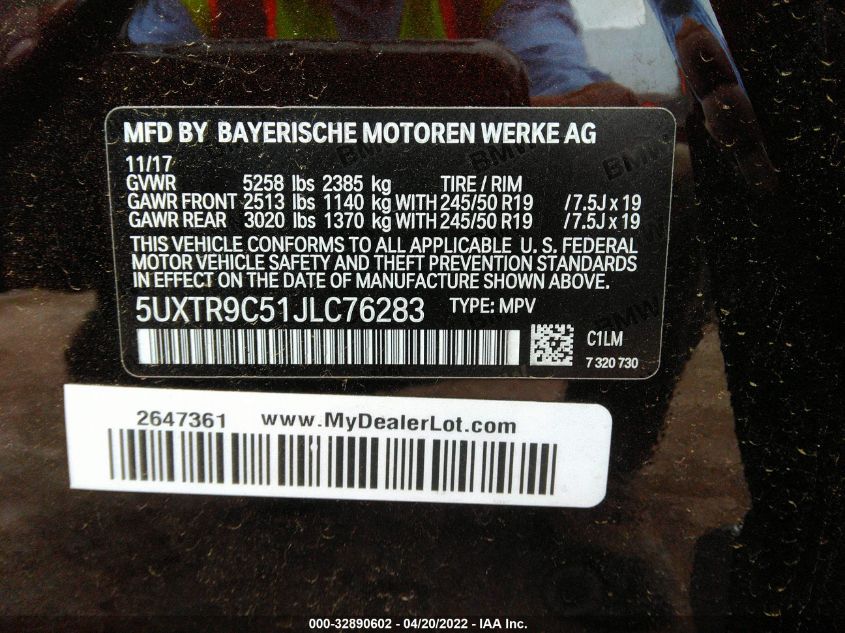 MFD BY BAYERISCHE MOTOREN WERKE AG
11/17
GVWR 5258 lbs 2385 kg TIRE / RIM
GAWR FRONT 2513 lbs 1140 kg WITH 245/50 R19 /7.5J x 19
GAWR REAR 3020 lbs 1370 kg WITH 245/50 R19 /7.5J x 19
THIS VEHICLE CONFORMS TO ALL APPLICABLE U. S. FEDERAL
MOTOR VEHICLE SAFETY AND THEFT PREVENTION STANDARDS
IN EFFECT ON THE DATE OF MANUFACTURE SHOWN ABOVE.
5UXTR9C51JLC76283 TYPE: MPV
C1LM
7 320 730
2647361 www.MyDealerLot.com
000-32890602 - 04/20/2022 - IAA Inc.